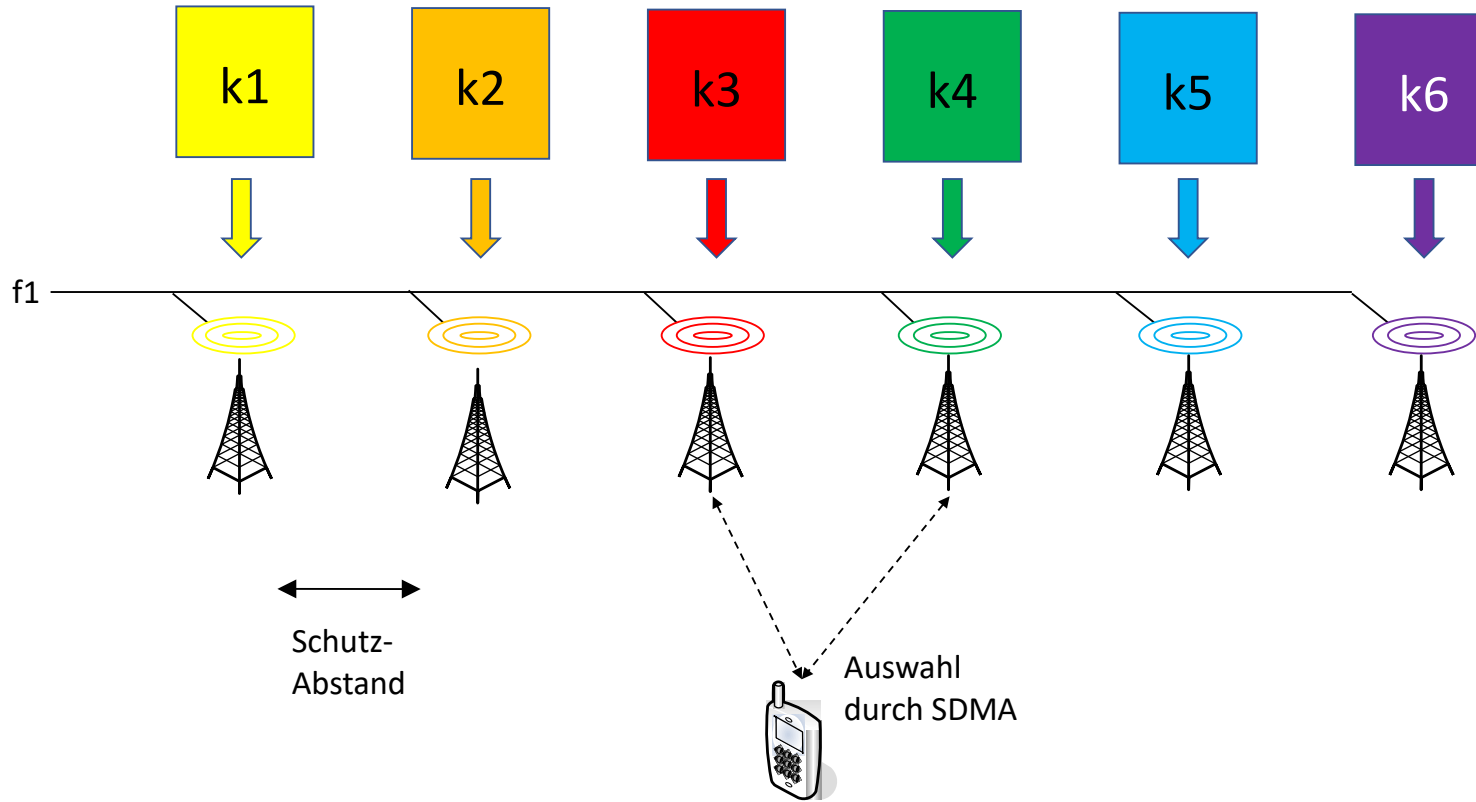 k1
k2
k3
k4
k5
k6
f1
Schutz-
Abstand
Auswahl
durch SDMA